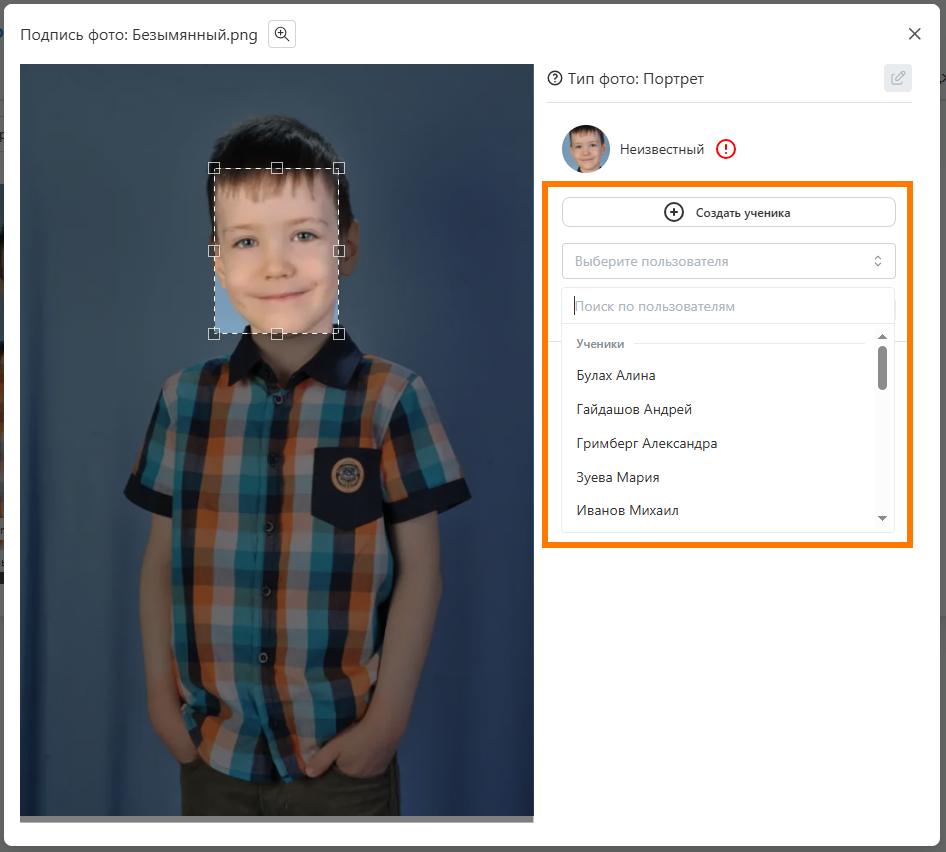 Подпись фото: Безымянный.png
Тип фото: Портрет
Неизвестный
Создать ученика
Выберите пользователя
Поиск по пользователям
Ученики
Булах Алина
Гайдашов Андрей
Гримберг Александра
Зуева Мария
Иванов Михаил